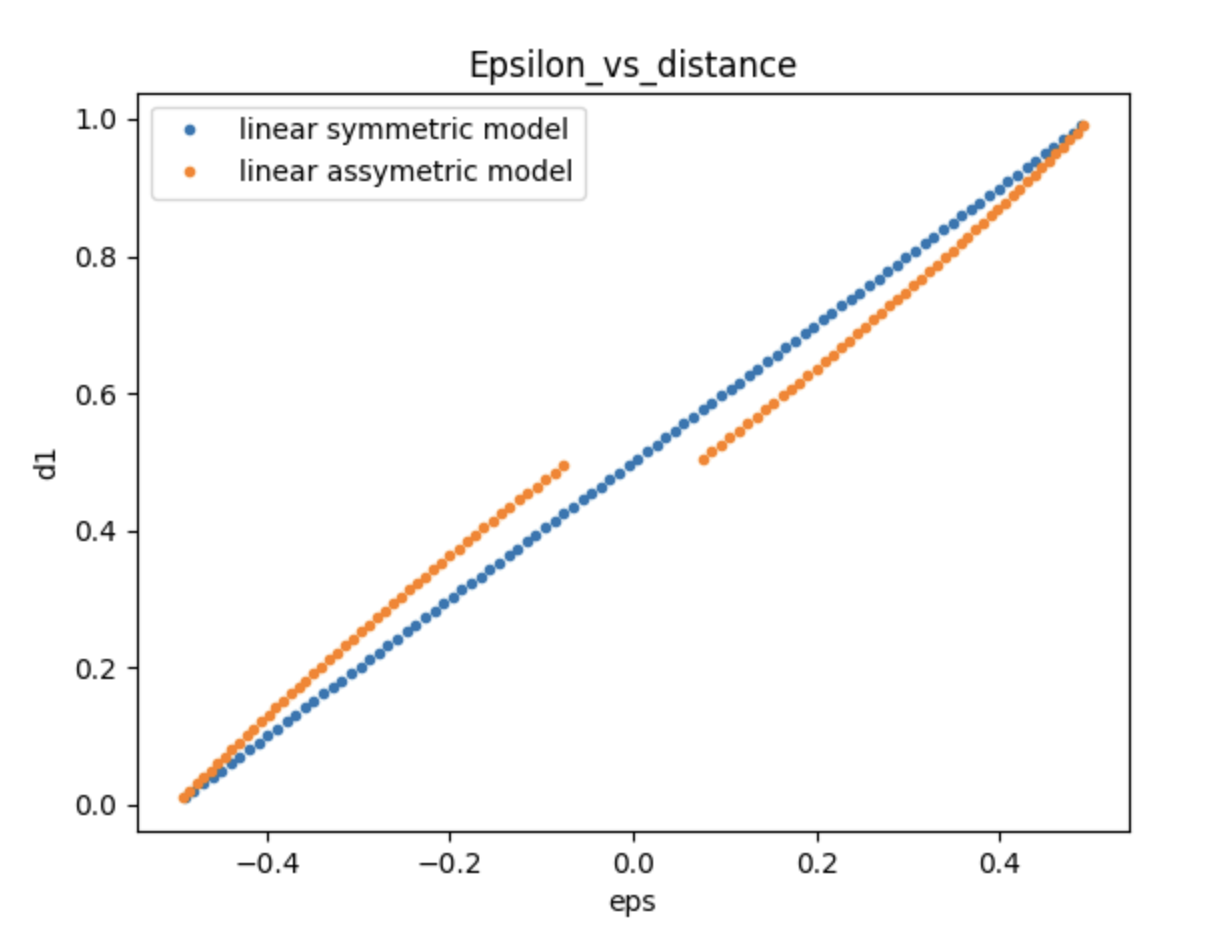 Epsilon_vs_distance
linear symmetric model
linear assymetric model
1.0
0.8
0.6
0.4
0.2
0.0
d1
−0.4 −0.2 0.0 0.2 0.4
eps